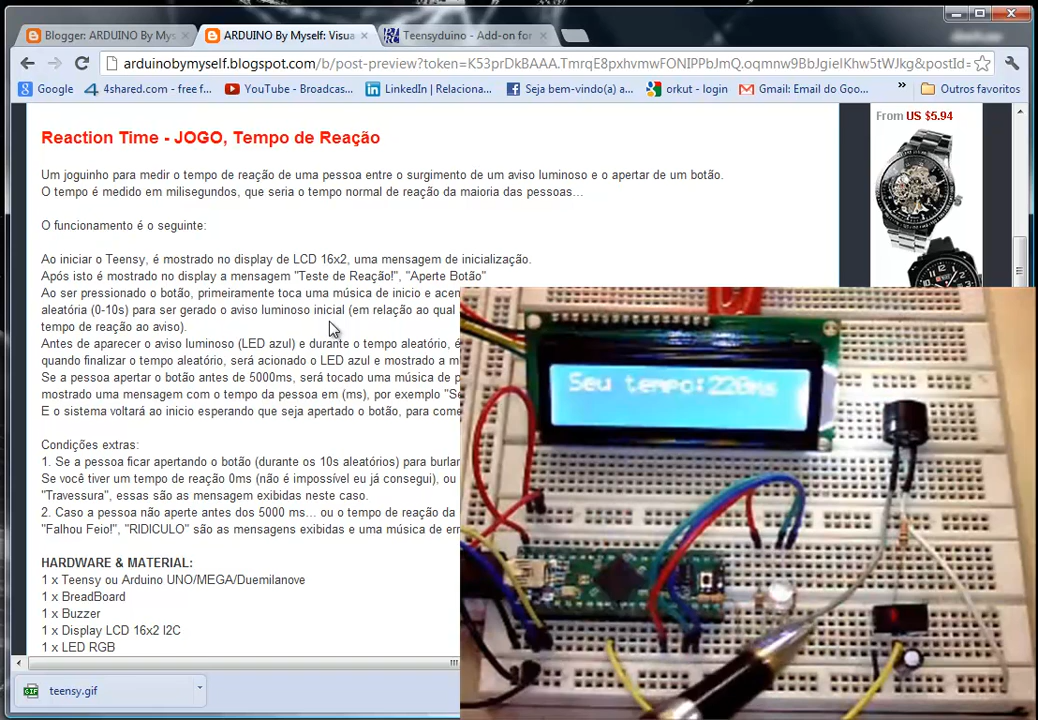 Blogger: ARDUINO By Mys
ARDUINO By Myself: Visua
Teensyduino - Add-on for
arduinobymyself.blogspot.com/b/post-preview?token=K53prDkBAAA.TmrqE8pxhvmwFONIPPbJmQ.oqmnw9BbJgielKhw5tWJkg&postId=
Google
4shared.com - free f...
YouTube - Broadcas...
LinkedIn | Relaciona...
Seja bem-vindo(a) ao...
orkut - login
Gmail: Email do Goo...
»
Outros favoritos
From US $5.94
Reaction Time - JOGO, Tempo de Reação
Um joguinho para medir o tempo de reação de uma pessoa entre o surgimento de um aviso luminoso e o apertar de um botão.
O tempo é medido em milisegundos, que seria o tempo normal de reação da maioria das pessoas...
O funcionamento é o seguinte:
Ao iniciar o Teensy, é mostrado no display de LCD 16x2, uma mensagem de inicialização.
Após isto é mostrado no display a mensagem "Teste de Reação!", "Aperte Botão"
Ao ser pressionado o botão, primeiramente toca uma música de inicio e acen
aleatória (0-10s) para ser gerado o aviso luminoso inicial (em relação ao qual
tempo de reação ao aviso).
Antes de aparecer o aviso luminoso (LED azul) e durante o tempo aleatório, é
quando finalizar o tempo aleatório, será acionado o LED azul e mostrado a m
Se a pessoa apertar o botão antes de 5000ms, será tocado uma música de p
mostrado uma mensagem com o tempo da pessoa em (ms), por exemplo "Se
E o sistema voltará ao inicio esperando que seja apertado o botão, para come
Condições extras:
1. Se a pessoa ficar apertando o botão (durante os 10s aleatórios) para burlar
Se você tiver um tempo de reação 0ms (não é impossível eu já consegui), ou
"Travessura", essas são as mensagem exibidas neste caso.
2. Caso a pessoa não aperte antes dos 5000 ms... ou o tempo de reação da
"Falhou Feio!", "RIDICULO" são as mensagens exibidas e uma música de err
HARDWARE & MATERIAL:
1 x Teensy ou Arduino UNO/MEGA/Duemilanove
1 x BreadBoard
1 x Buzzer
1 x Display LCD 16x2 I2C
1 x LED RGB
Seu tempo:220ms
GIF
teensy.gif